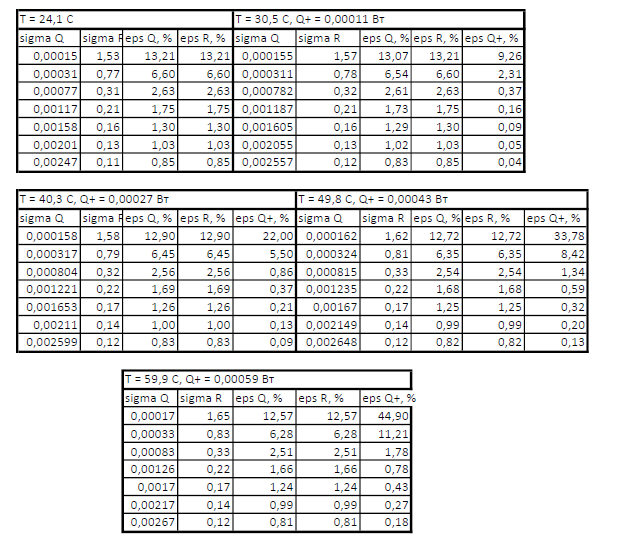 T = 24,1 C T = 30,5 C, Q+ = 0,00011 Вт
sigma Q sigma R eps Q, % eps R, % sigma Q sigma R eps Q, % eps R, % eps Q+, %
0,00015 1,53 13,21 13,21 0,000155 1,57 13,07 13,21 9,26
0,00031 0,77 6,60 6,60 0,000311 0,78 6,54 6,60 2,31
0,00077 0,31 2,63 2,63 0,000782 0,32 2,61 2,63 0,37
0,00117 0,21 1,75 1,75 0,001187 0,21 1,73 1,75 0,16
0,00158 0,16 1,30 1,30 0,001605 0,16 1,29 1,30 0,09
0,00201 0,13 1,03 1,03 0,002055 0,13 1,02 1,03 0,05
0,00247 0,11 0,85 0,85 0,002557 0,12 0,83 0,85 0,04
T = 40,3 C, Q+ = 0,00027 Вт T = 49,8 C, Q+ = 0,00043 Вт
sigma Q sigma R eps Q, % eps R, % eps Q+, % sigma Q sigma R eps Q, % eps R, % eps Q+, %
0,000158 1,58 12,90 12,90 22,00 0,000162 1,62 12,72 12,72 33,78
0,000317 0,79 6,45 6,45 5,50 0,000324 0,81 6,35 6,35 8,42
0,000804 0,32 2,56 2,56 0,86 0,000815 0,33 2,54 2,54 1,34
0,001221 0,22 1,69 1,69 0,37 0,001235 0,22 1,68 1,68 0,59
0,001653 0,17 1,26 1,26 0,21 0,00167 0,17 1,25 1,25 0,32
0,00211 0,14 1,00 1,00 0,13 0,002149 0,14 0,99 0,99 0,20
0,002599 0,12 0,83 0,83 0,09 0,002648 0,12 0,82 0,82 0,13
T = 59,9 C, Q+ = 0,00059 Вт
sigma Q sigma R eps Q, % eps R, % eps Q+, %
0,00017 1,65 12,57 12,57 44,90
0,00033 0,83 6,28 6,28 11,21
0,00083 0,33 2,51 2,51 1,78
0,00126 0,22 1,66 1,66 0,78
0,0017 0,17 1,24 1,24 0,43
0,00217 0,14 0,99 0,99 0,27
0,00267 0,12 0,81 0,81 0,18